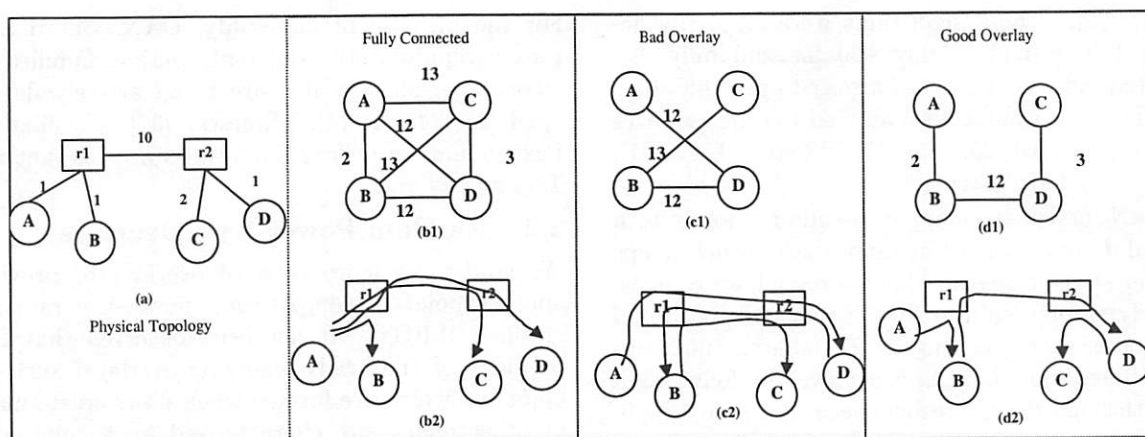 r1
10
r2
1
1
2
1
A
B
C
D
(a)
Physical Topology
Fully Connected
13
A
C
12
2
13
3
B
12
D
(b1)
r1
r2
A
B
C
D
(b2)
Bad Overlay
A
C
12
13
B
12
D
(c1)
r1
r2
A
B
C
D
(c2)
Good Overlay
A
C
2
12
3
B
D
(d1)
r1
r2
A
B
C
D
(d2)